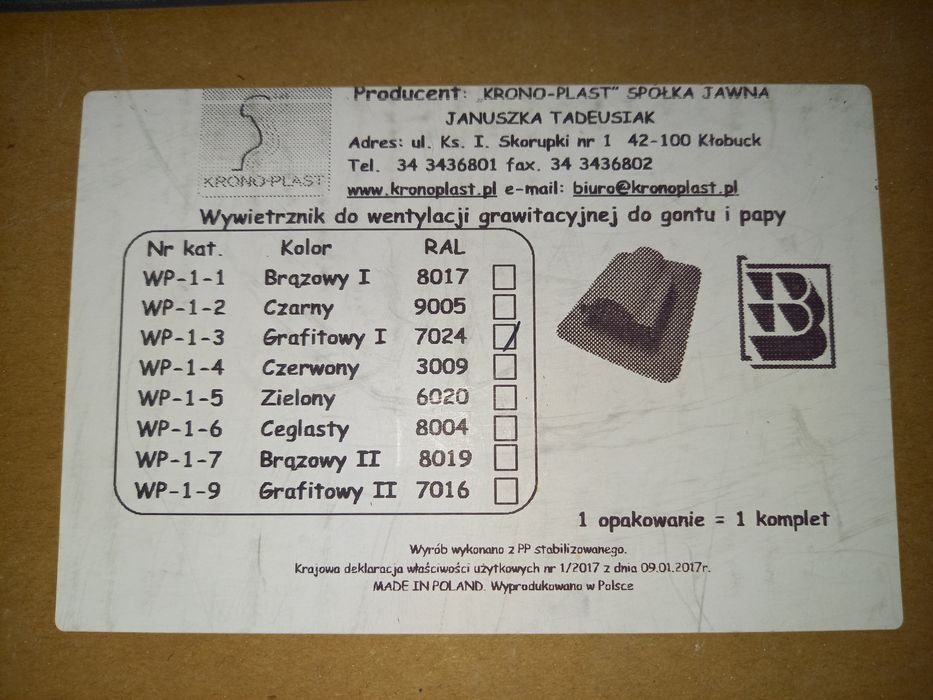 Producent: „KRONO-PLAST" SPÓŁKA JAWNA
JANUSZKA TADEUSIAK
Adres: ul. Ks. I. Skorupki nr 1 42-100 Kłobuck
Tel. 34 3436801 fax. 34 3436802
KRONO-PLAST
www.kronoplast.pl e-mail: biuro@kronoplast.pl
Wywietrznik do wentylacji grawitacyjnej do gontu i papy
Nr kat. Kolor RAL
WP-1-1 Brązowy I 8017
WP-1-2 Czarny 9005
WP-1-3 Grafitowy I 7024
WP-1-4 Czerwony 3009
WP-1-5 Zielony 6020
WP-1-6 Ceglasty 8004
WP-1-7 Brązowy II 8019
WP-1-9 Grafitowy II 7016
B
1 opakowanie = 1 komplet
Wyrób wykonano z PP stabilizowanego.
Krajowa deklaracja właściwości użytkowych nr 1/2017 z dnia 09.01.2017r.
MADE IN POLAND. Wyprodukowano w Polsce